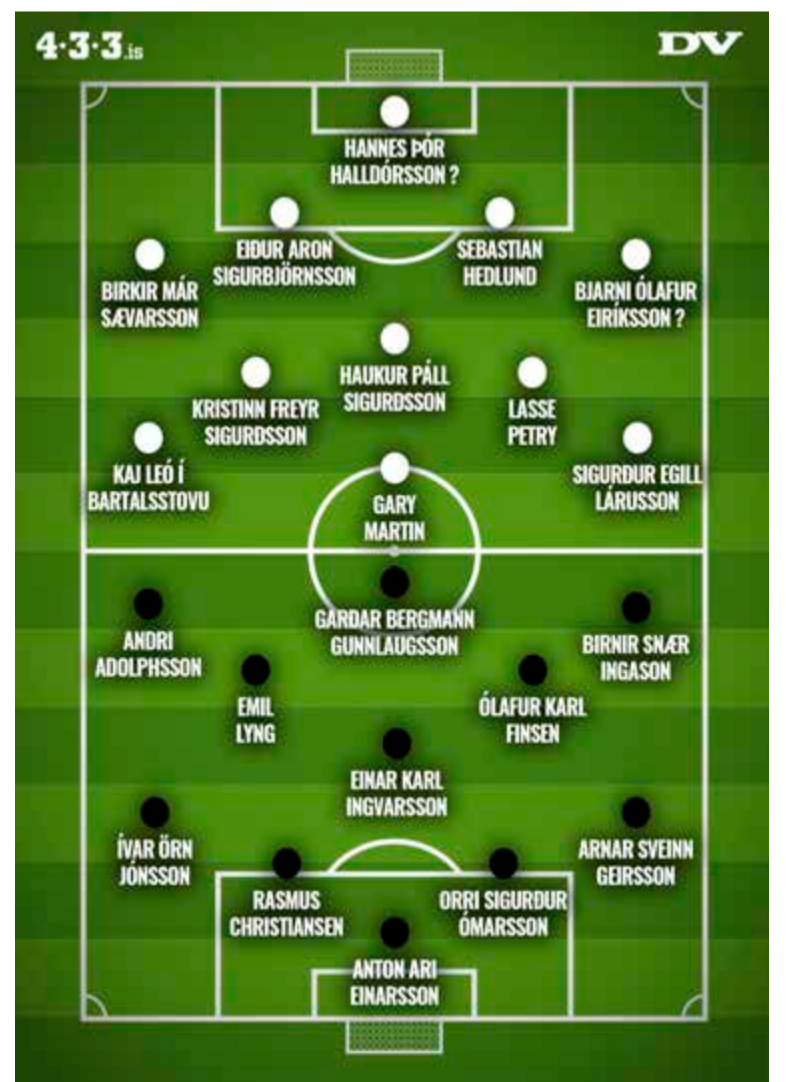 4·3·3.is
DV
HANNES ÞÓR
HALLDÓRSSON ?
EIÐUR ARON
SIGURBJÖRNSSON
SEBASTIAN
HEDLUND
BIRKIR MÁR
SÆVARSSON
BJARNI ÓLAFUR
EIRÍKSSON ?
HAUKUR PÁLL
SIGURÐSSON
KRISTINN FREYR
SIGURÐSSON
LASSE
PETRY
KAJ LEÓ Í
BARTALSSTOVU
SIGURÐUR EGILL
LÁRUSSON
GARY
MARTIN
GARÐAR BERGMANN
GUNNLAUGSSON
ANDRI
ADOLPHSSON
BIRNIR SNÆR
INGASON
EMIL
LYNG
ÓLAFUR KARL
FINSEN
EINAR KARL
INGVARSSON
ÍVAR ÖRN
JÓNSSON
ARNAR SVEINN
GEIRSSON
RASMUS
CHRISTIANSEN
ORRI SIGURÐUR
ÓMARSSON
ANTON ARI
EINARSSON